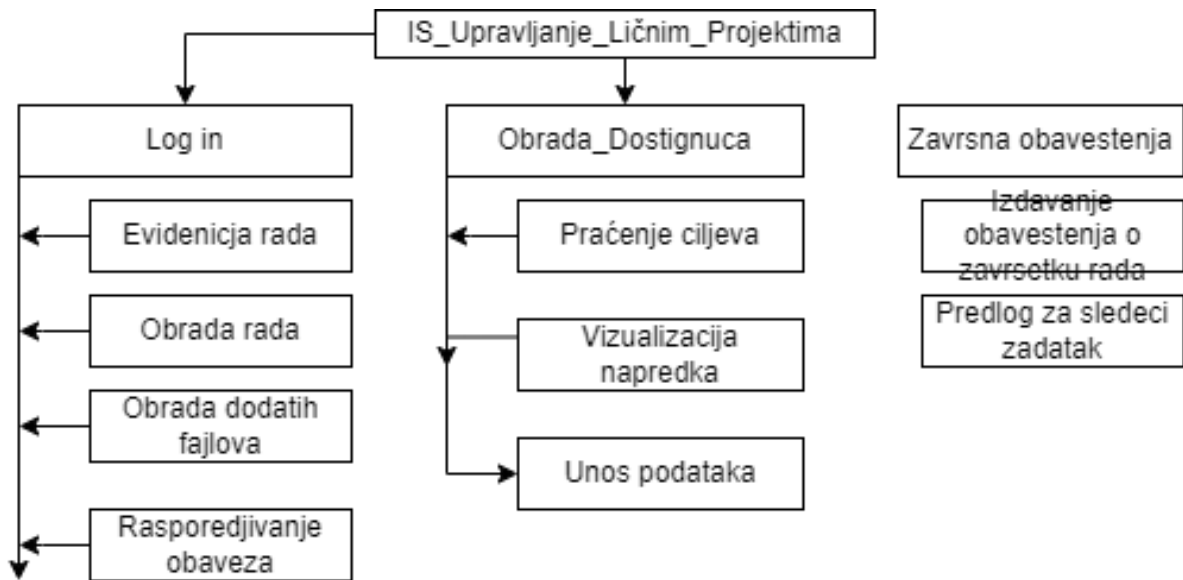 IS_Upravljanje_Ličnim_Projektima
Log in
Evidenicja rada
Obrada rada
Obrada dodatih
fajlova
Rasporedjivanje
obaveza
Obrada_Dostignuca
Praćenje ciljeva
Vizualizacija
napredka
Unos podataka
Zavrsna obavestenja
Izdavanje
obavestenja o
zavrsetku rada
Predlog za sledeci
zadatak